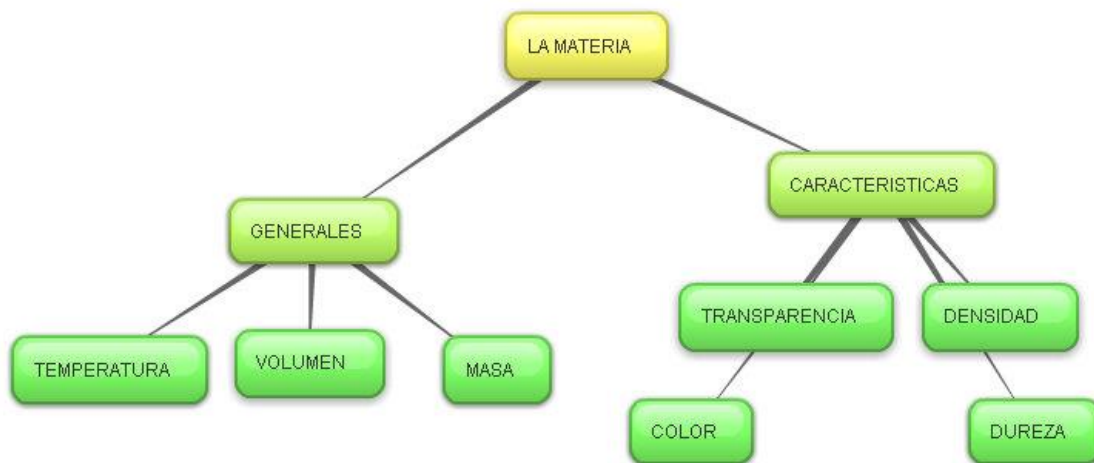 LA MATERIA
GENERALES
CARACTERISTICAS
TEMPERATURA
VOLUMEN
MASA
TRANSPARENCIA
DENSIDAD
COLOR
DUREZA